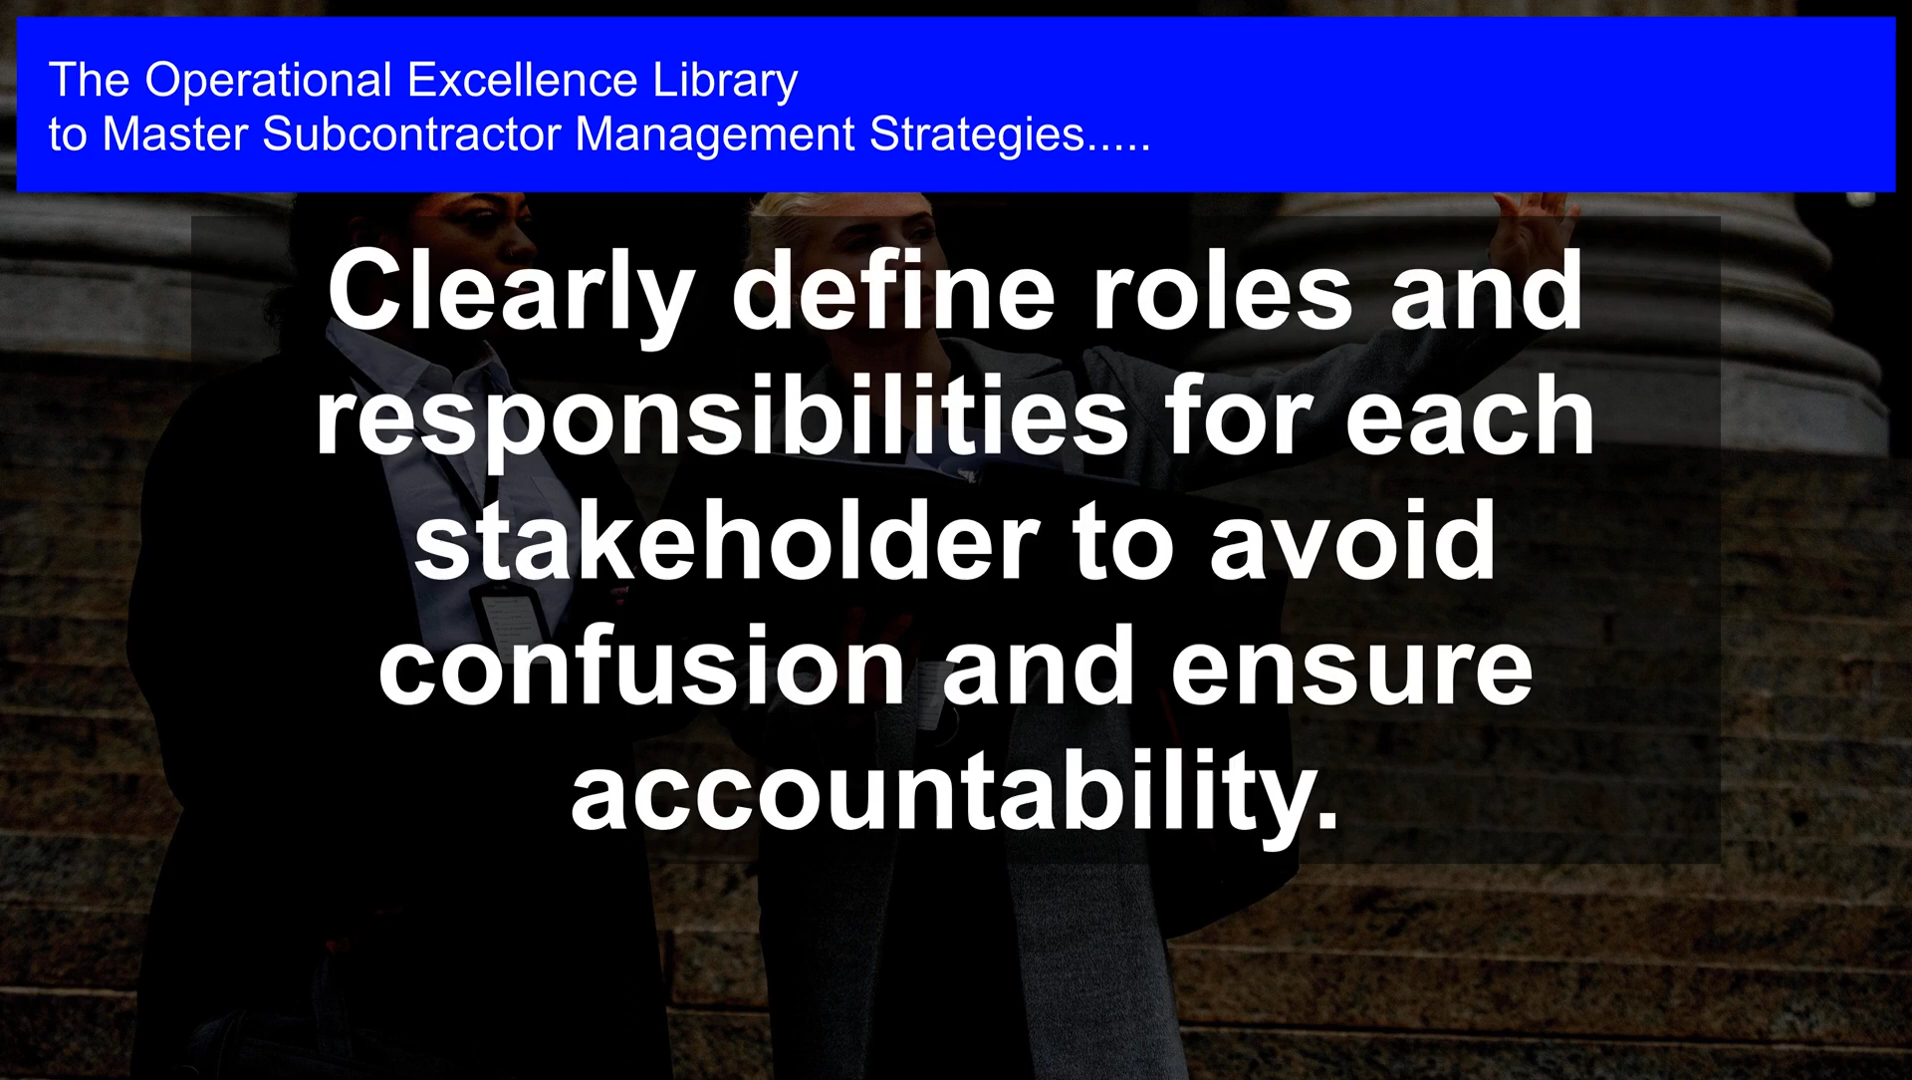 The Operational Excellence Library
to Master Subcontractor Management Strategies.....
Clearly define roles and
responsibilities for each
stakeholder to avoid
confusion and ensure
accountability.